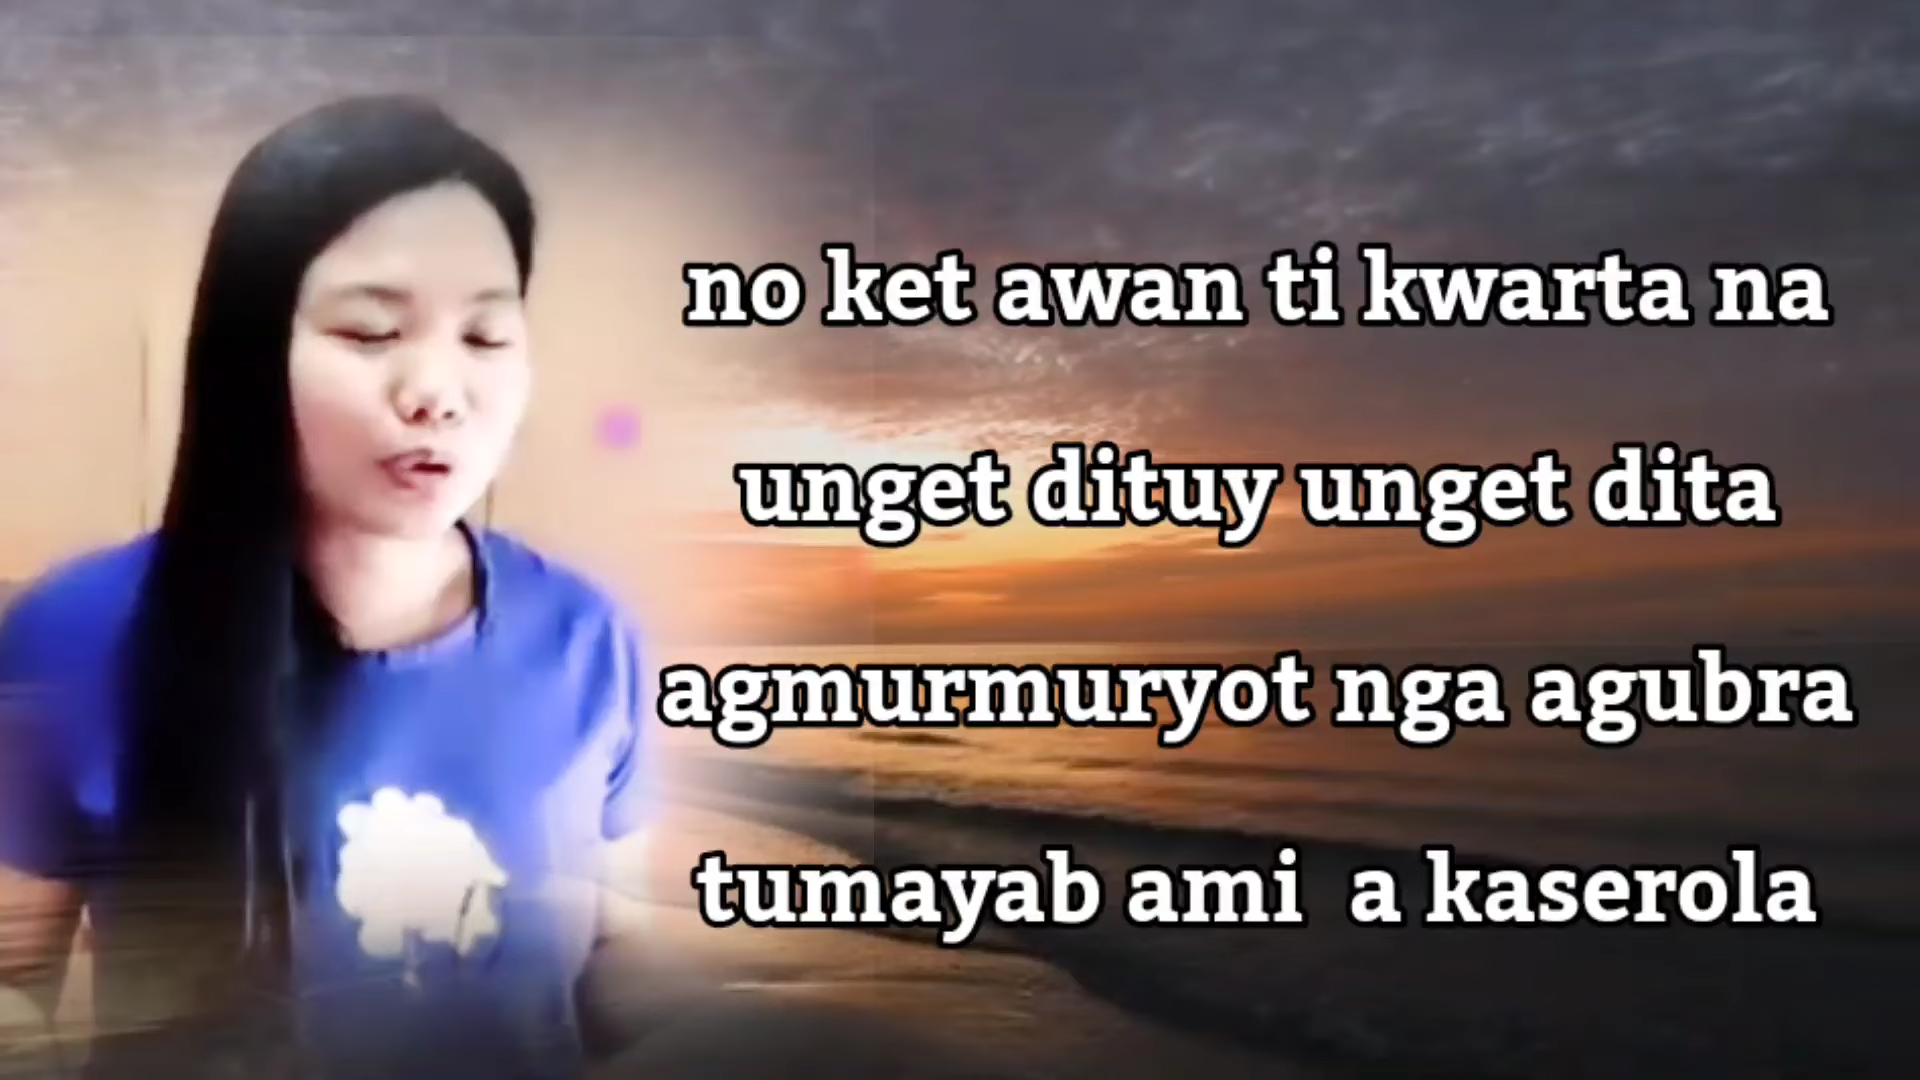 no ket awan ti kwarta na
unget dituy unget dita
agmurmuryot nga agubra
tumayab ami  a kaserola